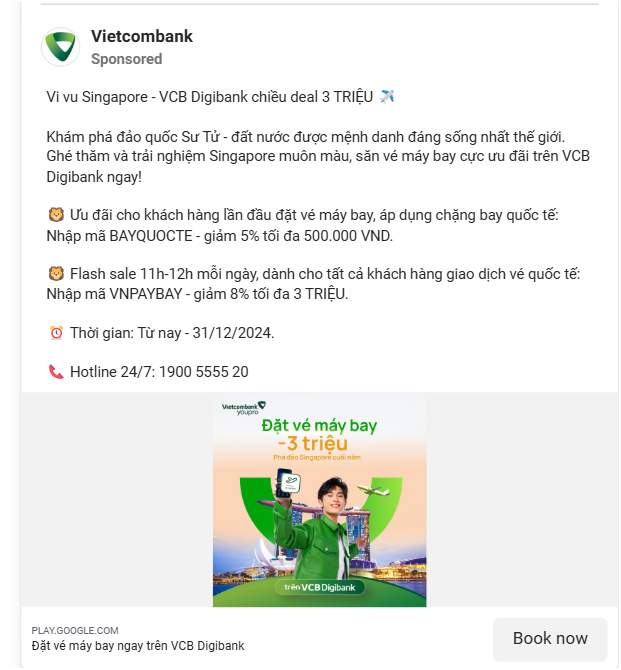 Vietcombank
Sponsored
Vi vu Singapore - VCB Digibank chiều deal 3 TRIỆU ✈️
Khám phá đảo quốc Sư Tử - đất nước được mệnh danh đáng sống nhất thế giới.
Ghé thăm và trải nghiệm Singapore muôn màu, săn vé máy bay cực ưu đãi trên VCB
Digibank ngay!
🦁 Ưu đãi cho khách hàng lần đầu đặt vé máy bay, áp dụng chặng bay quốc tế:
Nhập mã BAYQUOCTE - giảm 5% tối đa 500.000 VND.
🦁 Flash sale 11h-12h mỗi ngày, dành cho tất cả khách hàng giao dịch vé quốc tế:
Nhập mã VNPAYBAY - giảm 8% tối đa 3 TRIỆU.
⏰ Thời gian: Từ nay - 31/12/2024.
📞 Hotline 24/7: 1900 5555 20
Vietcombank
youpro
Đặt vé máy bay
-3 triệu
Phá đảo Singapore cuối năm
trên VCB Digibank
PLAY.GOOGLE.COM
Đặt vé máy bay ngay trên VCB Digibank
Book now